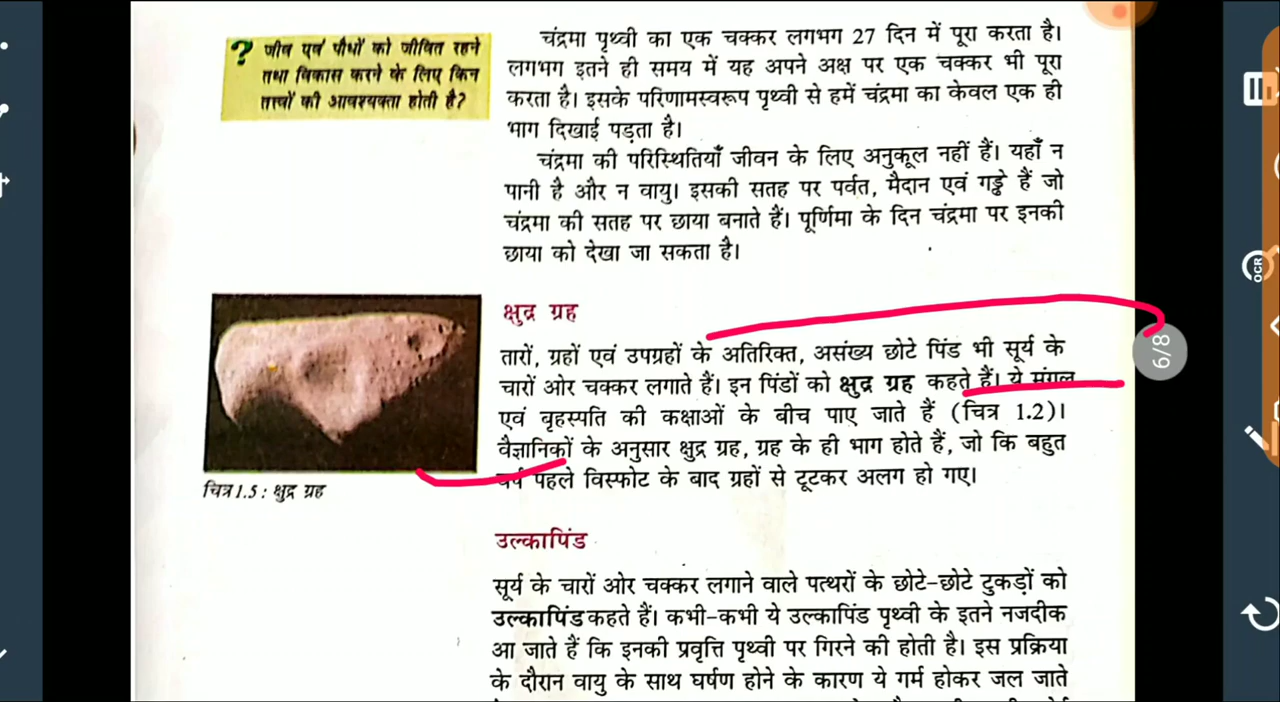 ? जीव एवं पौधों को जीवित रहने
तथा विकास करने के लिए किन
तत्त्वों की आवश्यकता होती है?
चंद्रमा पृथ्वी का एक चक्कर लगभग 27 दिन में पूरा करता है।
लगभग इतने ही समय में यह अपने अक्ष पर एक चक्कर भी पूरा
करता है। इसके परिणामस्वरूप पृथ्वी से हमें चंद्रमा का केवल एक ही
भाग दिखाई पड़ता है।
चंद्रमा की परिस्थितियाँ जीवन के लिए अनुकूल नहीं हैं। यहाँ न
पानी है और न वायु। इसकी सतह पर पर्वत, मैदान एवं गड्ढे हैं जो
चंद्रमा की सतह पर छाया बनाते हैं। पूर्णिमा के दिन चंद्रमा पर इनकी
छाया को देखा जा सकता है।
क्षुद्र ग्रह
तारों, ग्रहों एवं उपग्रहों के अतिरिक्त, असंख्य छोटे पिंड भी सूर्य के
चारों ओर चक्कर लगाते हैं। इन पिंडों को क्षुद्र ग्रह कहते हैं। ये मंगल
एवं बृहस्पति की कक्षाओं के बीच पाए जाते हैं (चित्र 1.2)।
वैज्ञानिकों के अनुसार क्षुद्र ग्रह, ग्रह के ही भाग होते हैं, जो कि बहुत
वर्ष पहले विस्फोट के बाद ग्रहों से टूटकर अलग हो गए।
चित्र 1.5 : क्षुद्र ग्रह
उल्कापिंड
सूर्य के चारों ओर चक्कर लगाने वाले पत्थरों के छोटे-छोटे टुकड़ों को
उल्कापिंड कहते हैं। कभी-कभी ये उल्कापिंड पृथ्वी के इतने नजदीक
आ जाते हैं कि इनकी प्रवृत्ति पृथ्वी पर गिरने की होती है। इस प्रक्रिया
के दौरान वायु के साथ घर्षण होने के कारण ये गर्म होकर जल जाते
6/8
OCR